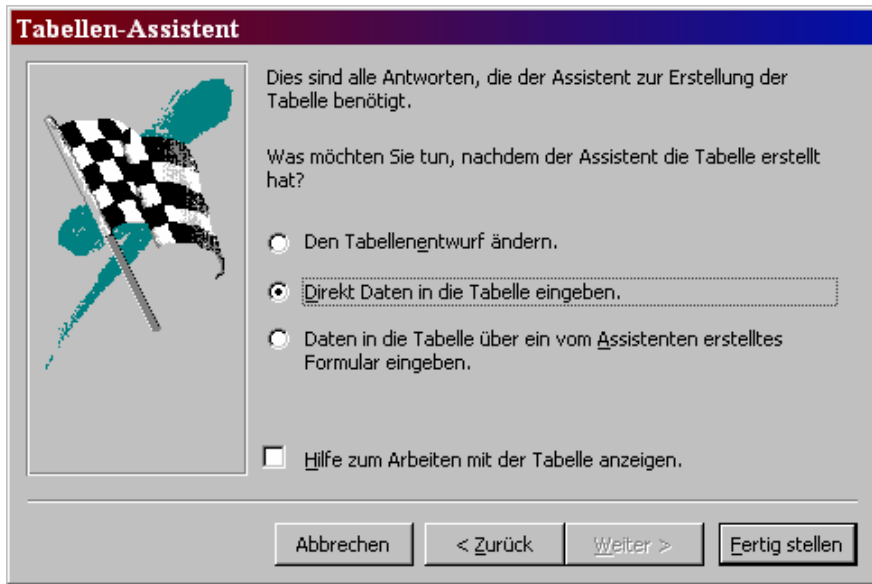 Tabellen-Assistent
Dies sind alle Antworten, die der Assistent zur Erstellung der
Tabelle benötigt.
Was möchten Sie tun, nachdem der Assistent die Tabelle erstellt
hat?
Den Tabellenentwurf ändern.
Direkt Daten in die Tabelle eingeben.
Daten in die Tabelle über ein vom Assistenten erstelltes
Formular eingeben.
Hilfe zum Arbeiten mit der Tabelle anzeigen.
Abbrechen
< Zurück
Weiter >
Fertig stellen